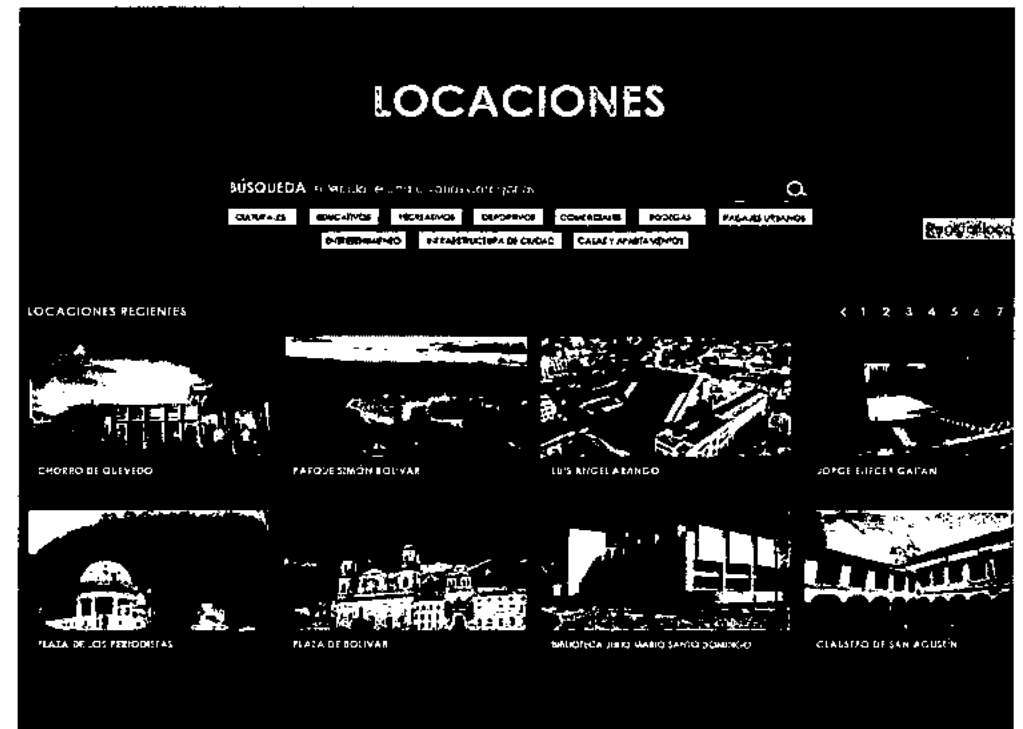 LOCACIONES
BÚSQUEDA
CULTURALES EDUCATIVOS RECREATIVOS DEPORTIVOS COMERCIALES BODEGAS PAISAJES URBANOS
ENTRETENIMIENTO INFRAESTRUCTURA DE CIUDAD CASAS Y APARTAMENTOS
LOCACIONES RECIENTES < 1 2 3 4 5 6 7
CHORRO DE QUEVEDO PARQUE SIMÓN BOLIVAR LUIS ANGEL ARANGO JORGE ELIECER GAITAN
PLAZA DE LOS PERIODISTAS PLAZA DE BOLIVAR BIBLIOTECA JULIO MARIO SANTO DOMINGO CLAUSTRO DE SAN AGUSTÍN